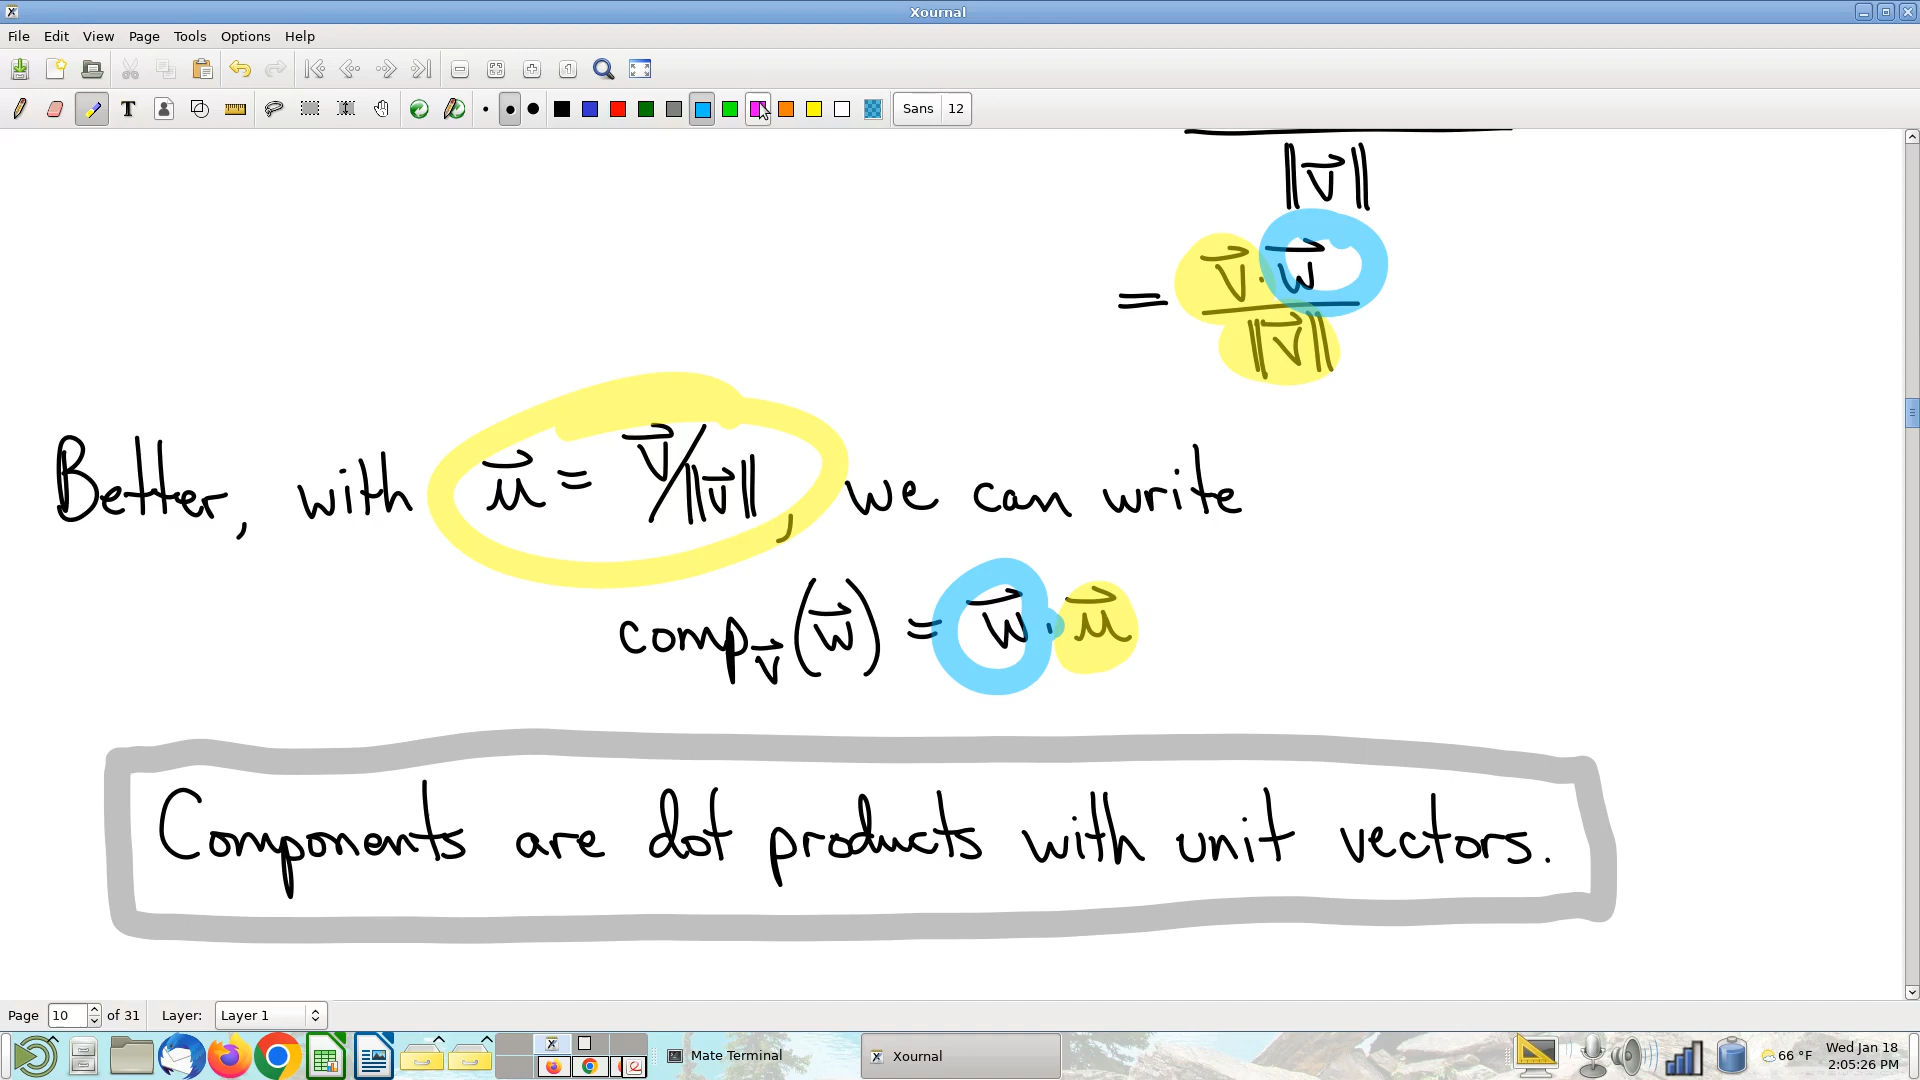 Xournal
File Edit View Page Tools Options Help
Sans 12
‖v⃗‖
= v⃗·w⃗ / ‖v⃗‖
Better, with u⃗ = v⃗/‖v⃗‖, we can write
comp_v⃗(w⃗) = w⃗·u⃗
Components are dot products with unit vectors.
Page 10 of 31 Layer: Layer 1
Mate Terminal Xournal 66 °F Wed Jan 18
2:05:26 PM